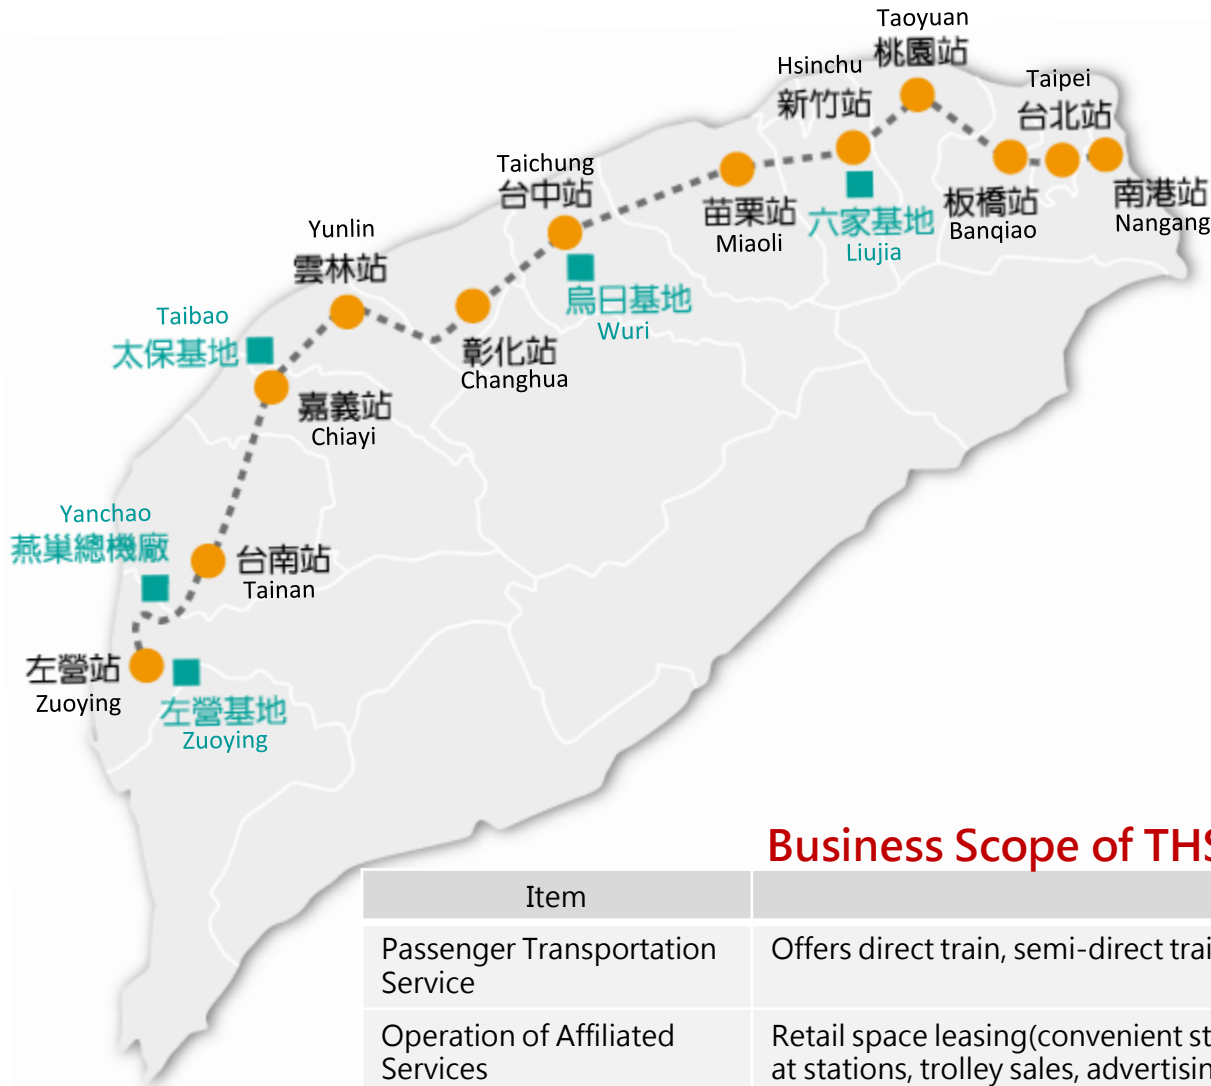 Taoyuan
桃園站
Hsinchu
新竹站
Taipei
台北站
Taichung
台中站
苗栗站
Miaoli
六家基地
Liujia
板橋站
Banqiao
南港站
Nangang
Yunlin
雲林站
烏日基地
Wuri
Taibao
太保基地
彰化站
Changhua
嘉義站
Chiayi
Yanchao
燕巢總機廠
台南站
Tainan
左營站
Zuoying
左營基地
Zuoying
Business Scope of THS
Item
Passenger Transportation
Service
Offers direct train, semi-direct trai
Operation of Affiliated
Services
Retail space leasing(convenient st
at stations, trolley sales, advertisin